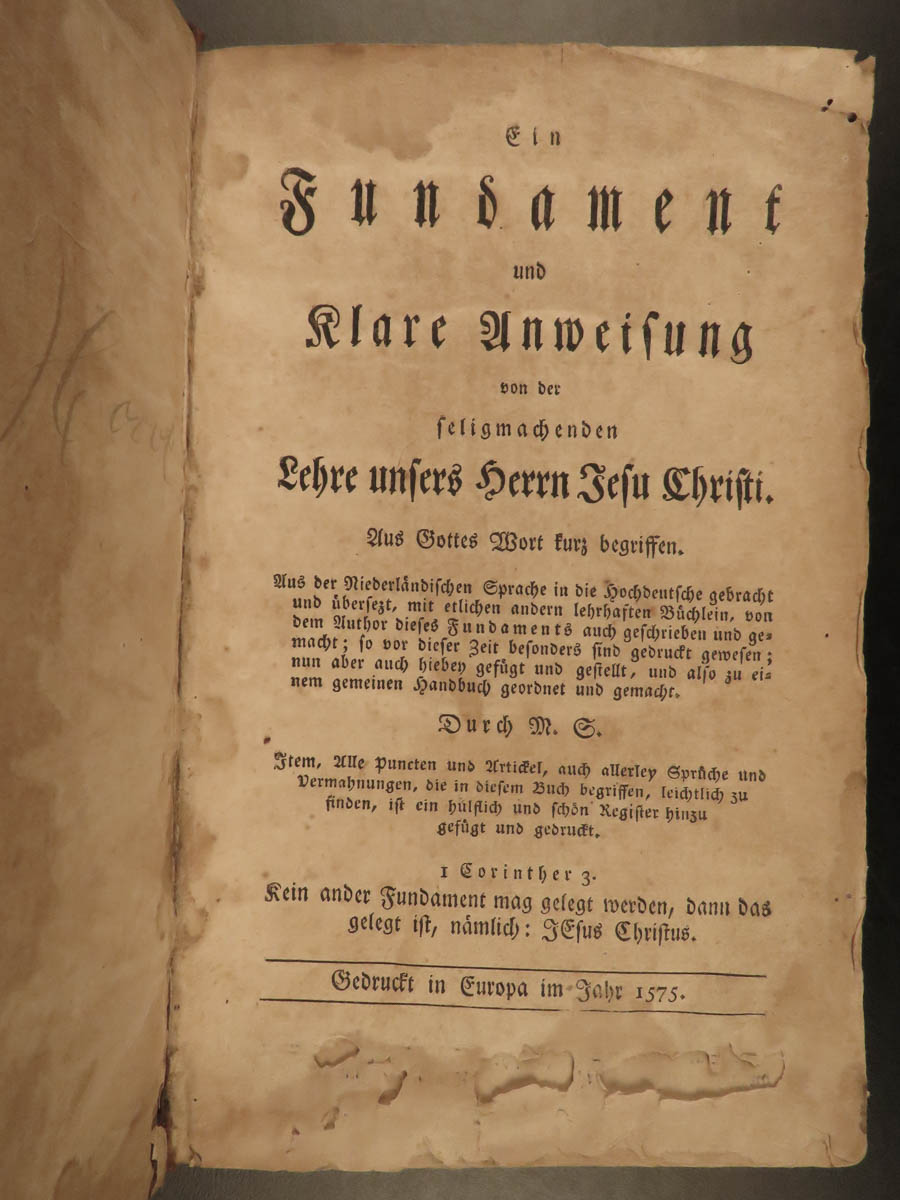 Ein
Fundament
und
Klare Anweisung
von der
seligmachenden
Lehre unsers Herrn Jesu Christi.
Aus Gottes Wort kurz begriffen.
Aus der Niederländischen Sprache in die Hochdeutsche gebracht
und übersezt, mit etlichen andern lehrhaften Büchlein, von
dem Author dieses Fundaments auch geschrieben und ge=
macht; so vor dieser Zeit besonders sind gedruckt gewesen;
nun aber auch hiebey gefügt und gestellt, und also zu ei=
nem gemeinen Handbuch geordnet und gemacht.
Durch M. S.
Item, Alle Puncten und Artickel, auch allerley Sprüche und
Vermahnungen, die in diesem Buch begriffen, leichtlich zu
finden, ist ein hülflich und schön Register hinzu
gefügt und gedruckt.
1 Corinther 3.
Kein ander Fundament mag gelegt werden, dann das
gelegt ist, nämlich: JEsus Christus.
Gedruckt in Europa im Jahr 1575.